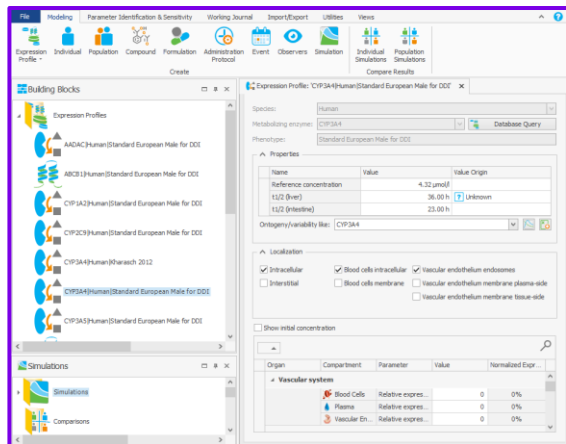 File Modeling Parameter Identification & Sensitivity Working Journal Import/Export Utilities Views
Expression Profile Individual Population Compound Formulation Administration Protocol Event Observers Simulation Individual Simulations Population Simulations
Create Compare Results
Building Blocks
Expression Profiles
AADAC|Human|Standard European Male for DDI
ABCB1|Human|Standard European Male for DDI
CYP1A2|Human|Standard European Male for DDI
CYP2C9|Human|Standard European Male for DDI
CYP3A4|Human|Kharasch 2012
CYP3A4|Human|Standard European Male for DDI
CYP3A5|Human|Standard European Male for DDI
Simulations
Simulations
Comparisons
Expression Profile: 'CYP3A4|Human|Standard European Male for DDI'
Species: Human
Metabolizing enzyme: CYP3A4 Database Query
Phenotype: Standard European Male for DDI
Properties
Name Value Value Origin
Reference concentration 4.32 µmol/l
t1/2 (liver) 36.00 h Unknown
t1/2 (intestine) 23.00 h
Ontogeny/variability like: CYP3A4
Localization
Intracellular Blood cells intracellular Vascular endothelium endosomes
Interstitial Blood cells membrane Vascular endothelium membrane plasma-side
Vascular endothelium membrane tissue-side
Show initial concentration
Organ Compartment Parameter Value Normalized Expr...
Vascular system
Blood Cells Relative expres... 0 0%
Plasma Relative expres... 0 0%
Vascular En... Relative expres... 0 0%